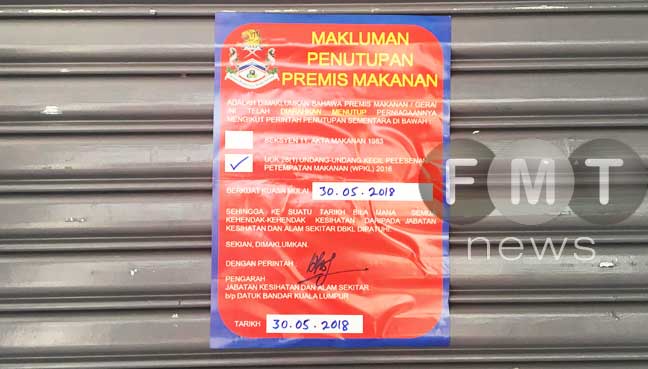 MAKLUMAN
PENUTUPAN
PREMIS MAKANAN
ADALAH DIMAKLUMKAN BAHAWA PREMIS MAKANAN / GERAI
INI TELAH DIARAHKAN MENUTUP PERNIAGAANNYA
MENGIKUT PERINTAH PENUTUPAN SEMENTARA DI BAWAH :
SEKSYEN 11, AKTA MAKANAN 1983
UUK 28(1) UNDANG-UNDANG KECIL PELESENAN
PETEMPATAN MAKANAN (WPKL) 2016
BERKUAT KUASA MULAI 30.05.2018
SEHINGGA KE SUATU TARIKH BILA MANA SEMUA
KEHENDAK-KEHENDAK KESIHATAN DARIPADA JABATAN
KESIHATAN DAN ALAM SEKITAR DBKL DIPATUHI.
SEKIAN, DIMAKLUMKAN.
DENGAN PERINTAH
PENGARAH
JABATAN KESIHATAN DAN ALAM SEKITAR
b/p DATUK BANDAR KUALA LUMPUR
TARIKH 30.05.2018
FMT
news